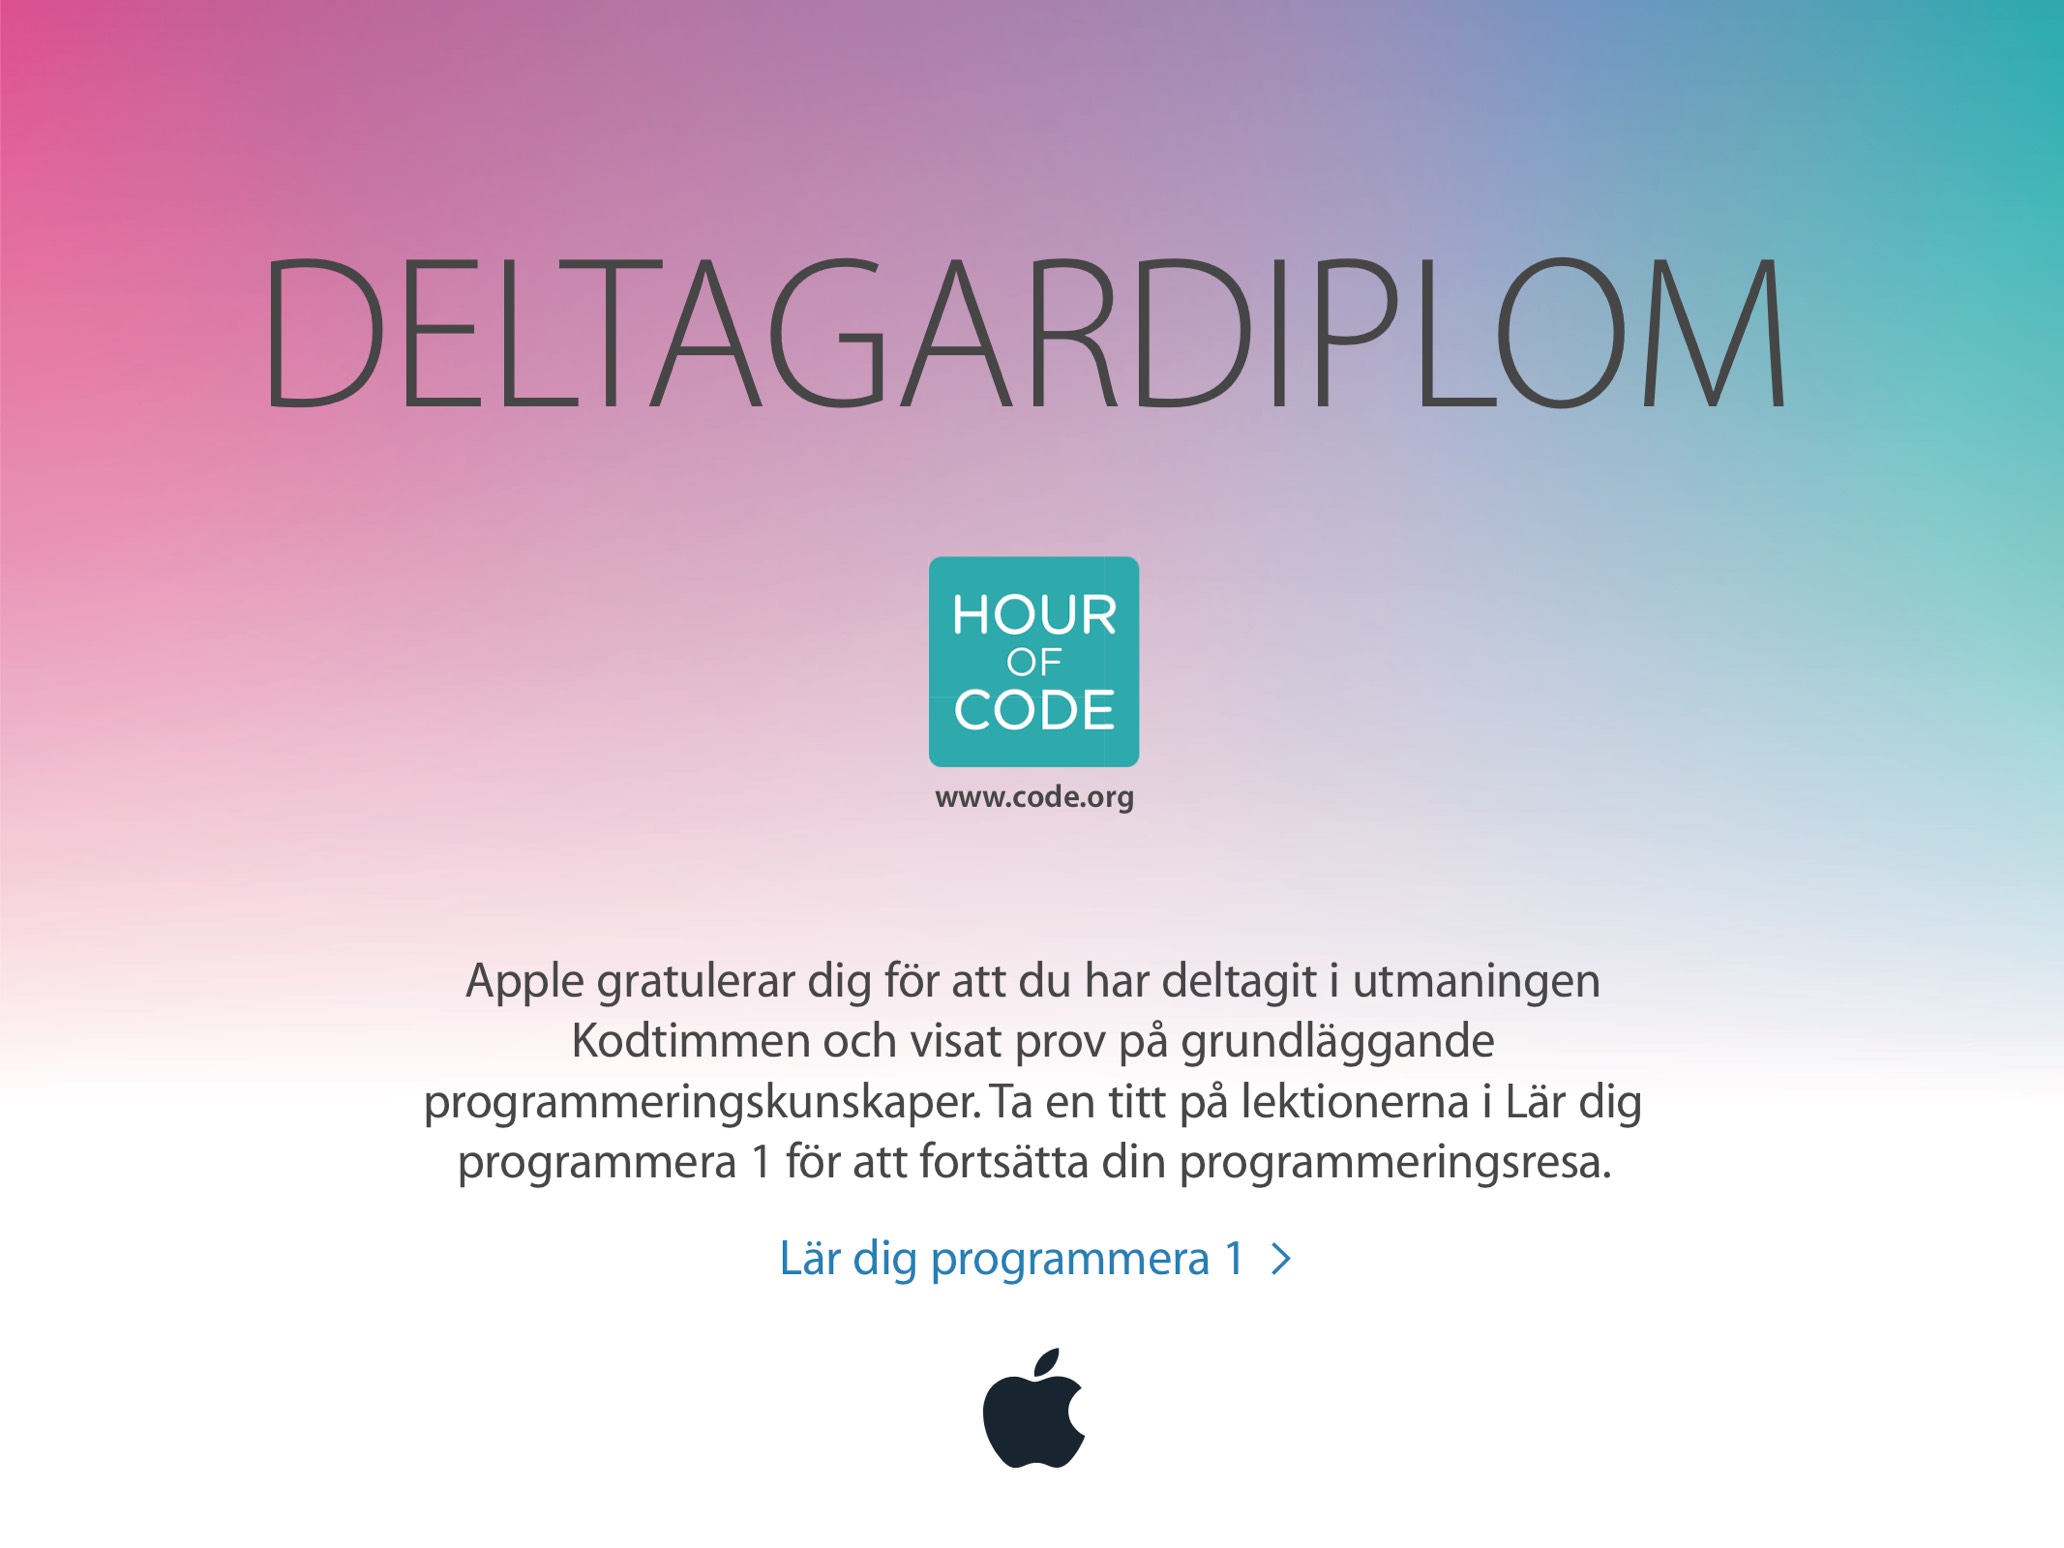 DELTAGARDIPLOM
HOUR
OF
CODE
www.code.org
Apple gratulerar dig för att du har deltagit i utmaningen
Kodtimmen och visat prov på grundläggande
programmeringskunskaper. Ta en titt på lektionerna i Lär dig
programmera 1 för att fortsätta din programmeringsresa.
Lär dig programmera 1 >